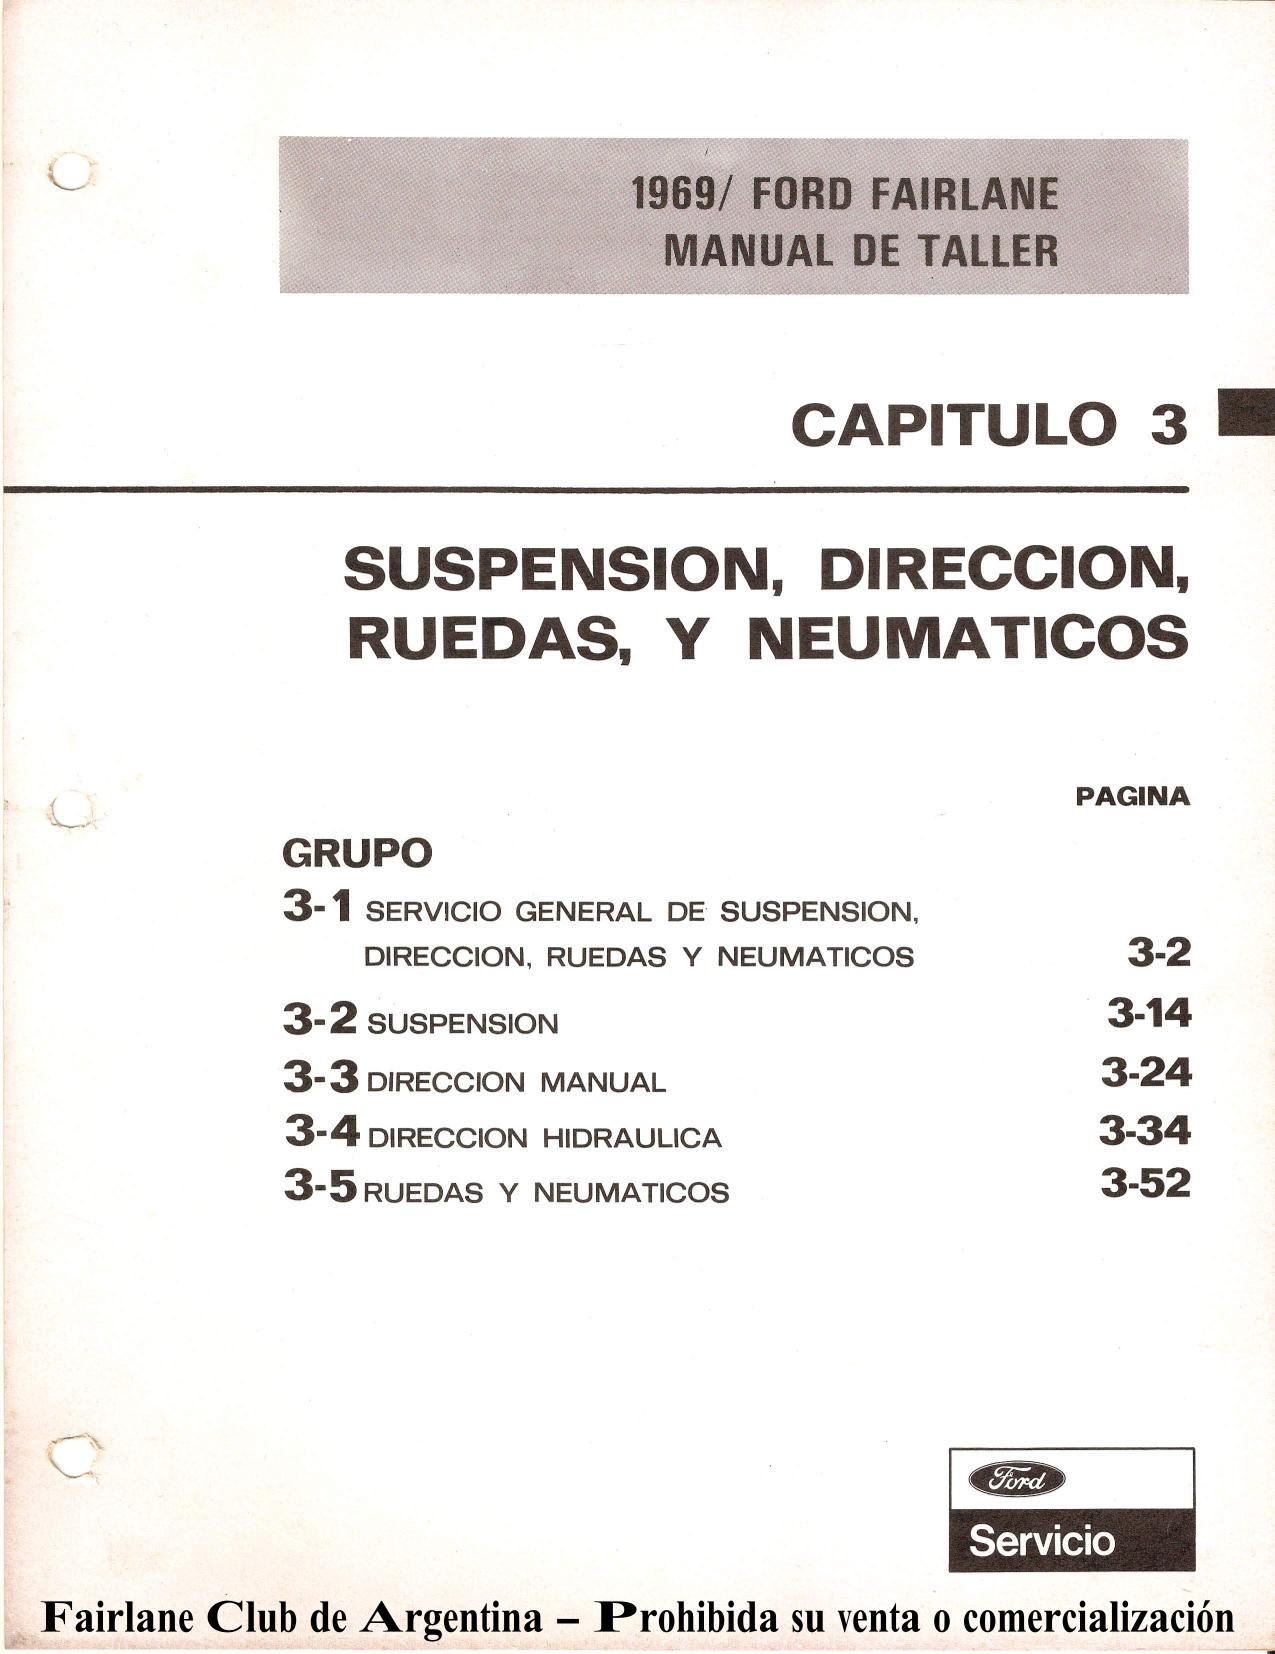 1969/ FORD FAIRLANE
MANUAL DE TALLER
CAPITULO 3
SUSPENSION, DIRECCION,
RUEDAS, Y NEUMATICOS
PAGINA
GRUPO
3-1 SERVICIO GENERAL DE SUSPENSION,
DIRECCION, RUEDAS Y NEUMATICOS 3-2
3-2 SUSPENSION 3-14
3-3 DIRECCION MANUAL 3-24
3-4 DIRECCION HIDRAULICA 3-34
3-5 RUEDAS Y NEUMATICOS 3-52
Ford
Servicio
Fairlane Club de Argentina – Prohibida su venta o comercialización